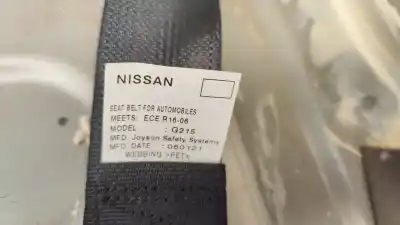 NISSAN
SEAT BELT FOR AUTOMOBILES
MEETS: ECE R16-06
MODEL : G215
MFD. Joyson Safety Systems
MFD. DATE : 060121
WEBBING >PET<